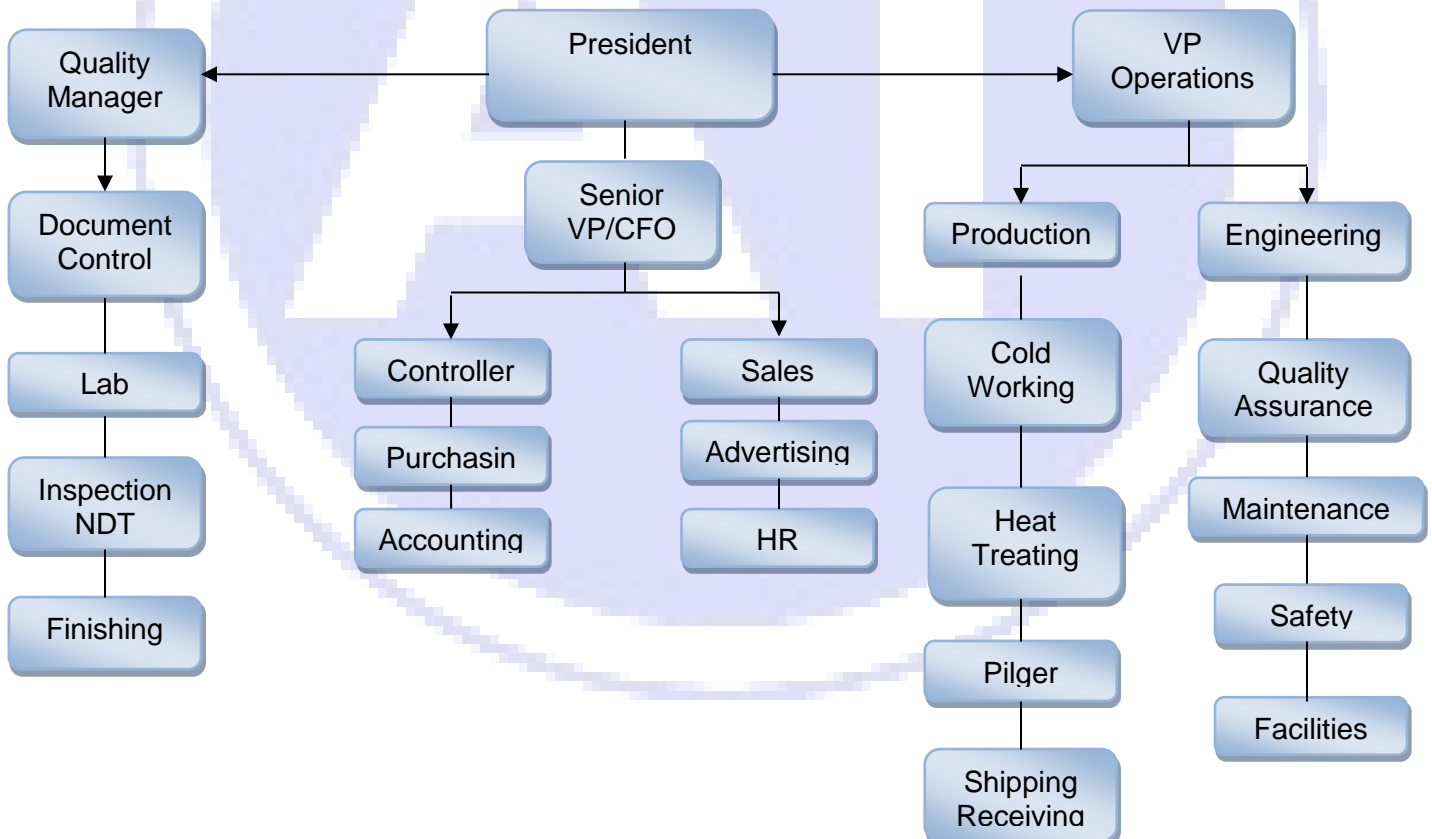 President
Quality
Manager
VP
Operations
Senior
VP/CFO
Document
Control
Production
Engineering
Lab
Controller
Sales
Cold
Working
Quality
Assurance
Purchasin
Advertising
Inspection
NDT
Accounting
HR
Heat
Treating
Maintenance
Finishing
Safety
Pilger
Facilities
Shipping
Receiving